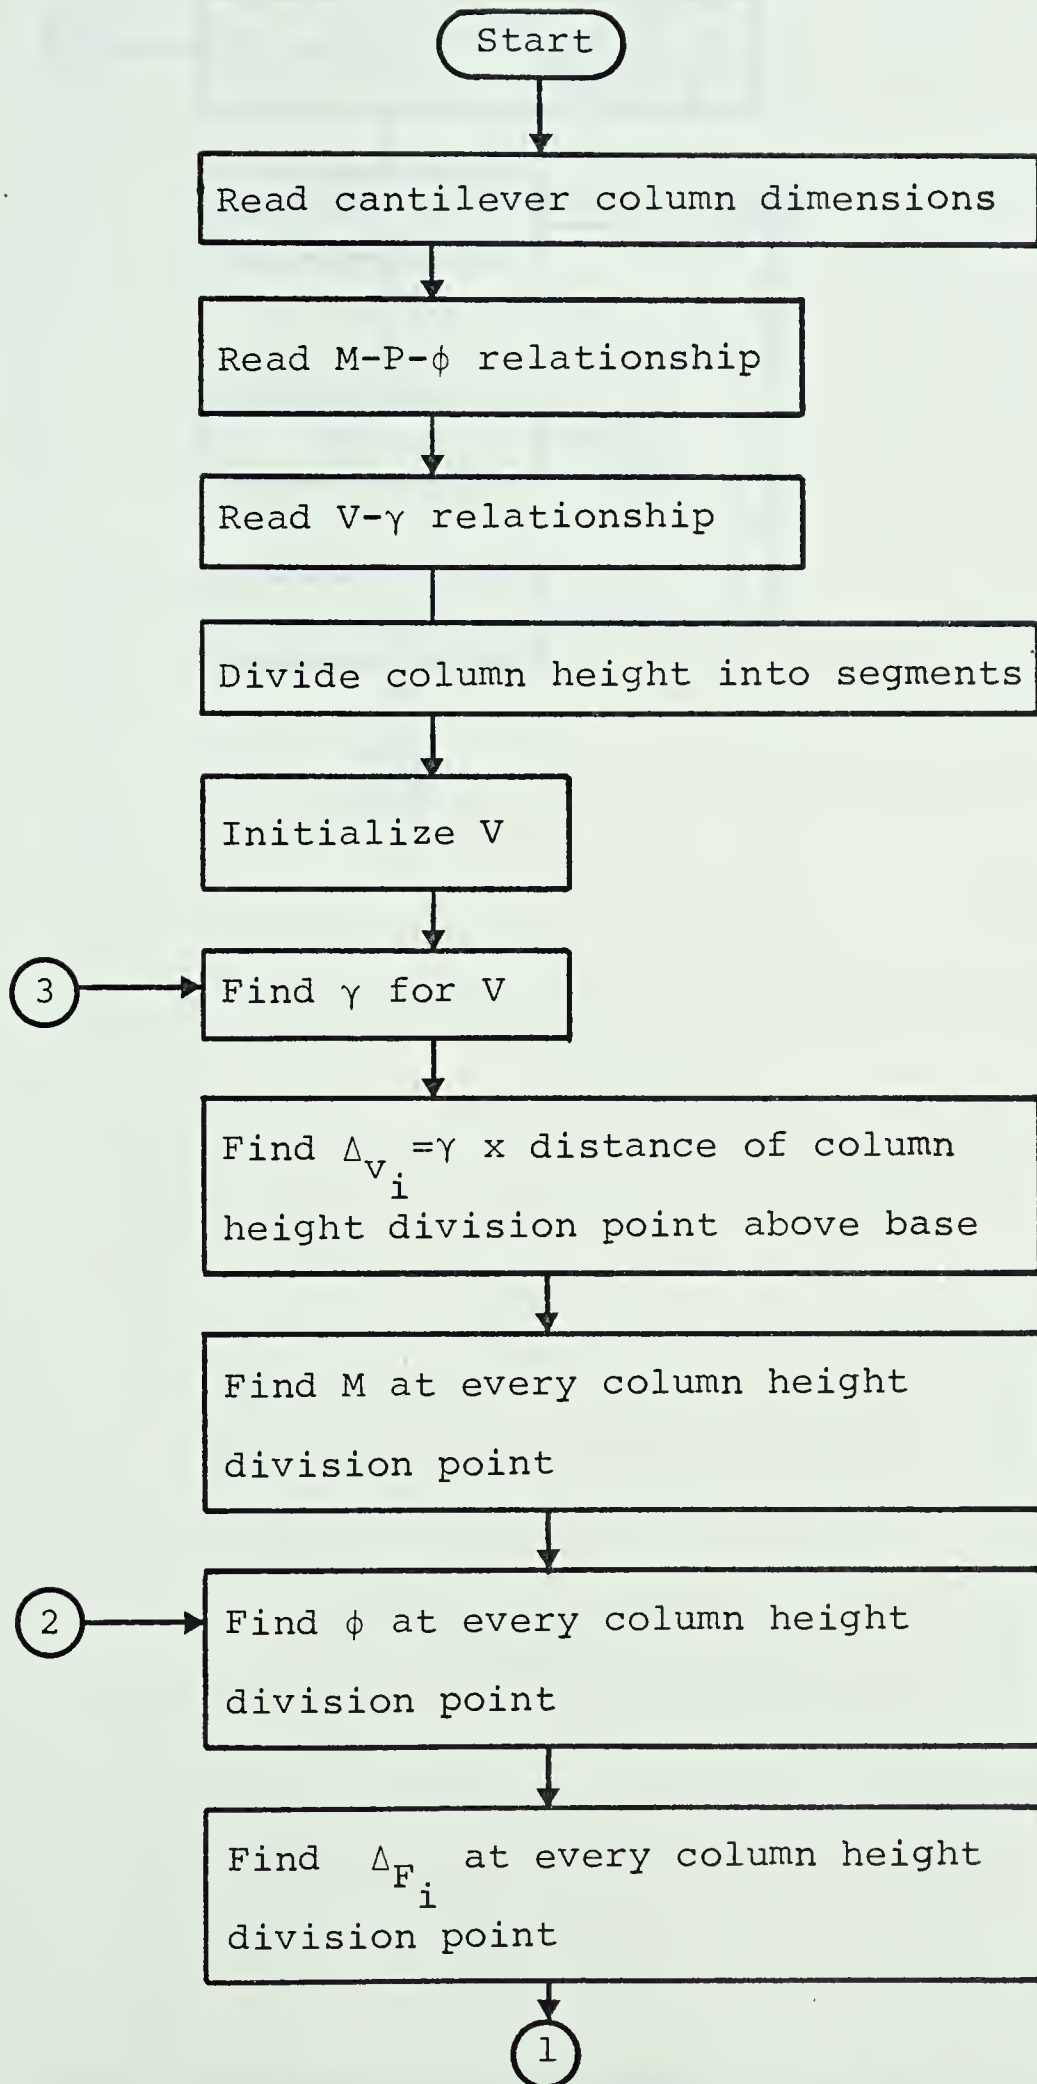 Start
Read cantilever column dimensions
Read M-P-ϕ relationship
Read V-γ relationship
Divide column height into segments
Initialize V
3
Find γ for V
Find Δvi=γ x distance of column
height division point above base
Find M at every column height
division point
2
Find ϕ at every column height
division point
Find ΔFi at every column height
division point
1